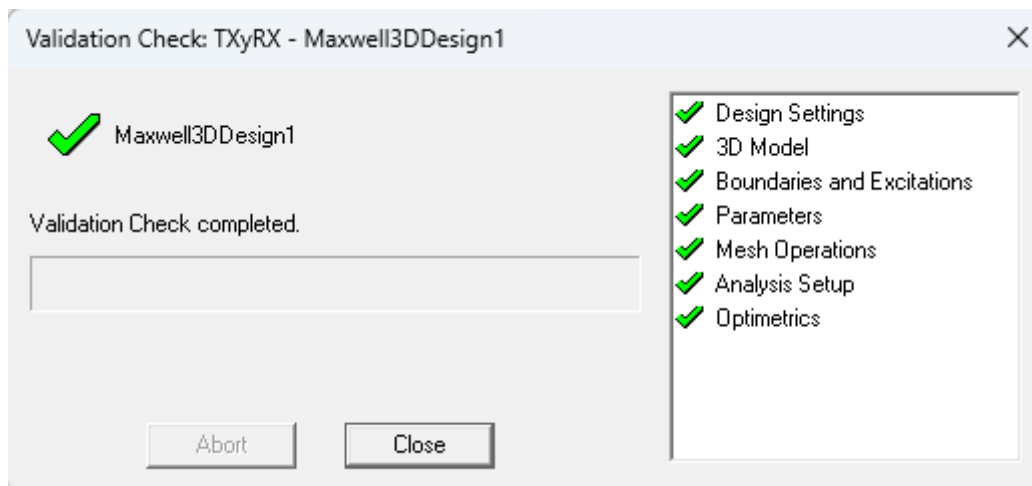 Validation Check: TXyRX - Maxwell3DDesign1
Maxwell3DDesign1
Validation Check completed.
Abort
Close
Design Settings
3D Model
Boundaries and Excitations
Parameters
Mesh Operations
Analysis Setup
Optimetrics